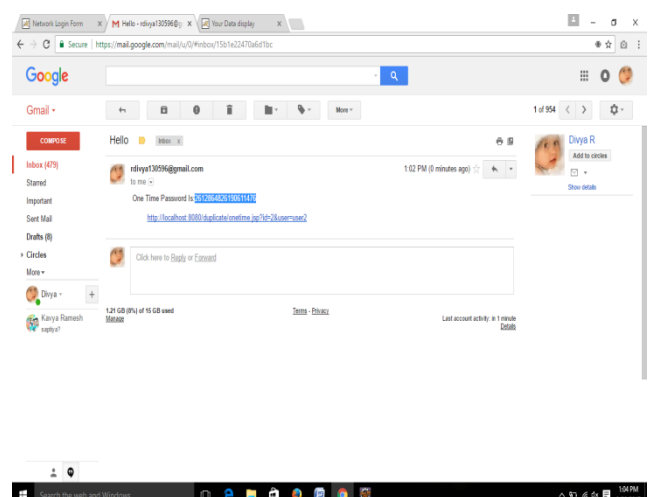 Network Login Form
Hello - rdivya130596@g
Your Data display
Secure | https://mail.google.com/mail/u/0/#inbox/15b1e22470a6d1bc
Google
Gmail
More
1 of 954
COMPOSE
Inbox (479)
Starred
Important
Sent Mail
Drafts (8)
Circles
More
Divya
Kavya Ramesh
saptiya?
Hello
Inbox x
rdivya130596@gmail.com
to me
1:02 PM (0 minutes ago)
One Time Password Is
http://localhost:8080/duplicate/onetime.jsp?id=2&user=user2
Click here to Reply or Forward
1.21 GB (8%) of 15 GB used
Manage
Terms - Privacy
Last account activity: in 1 minute
Details
Divya R
Add to circles
Show details
Search the web and Windows
1:04 PM